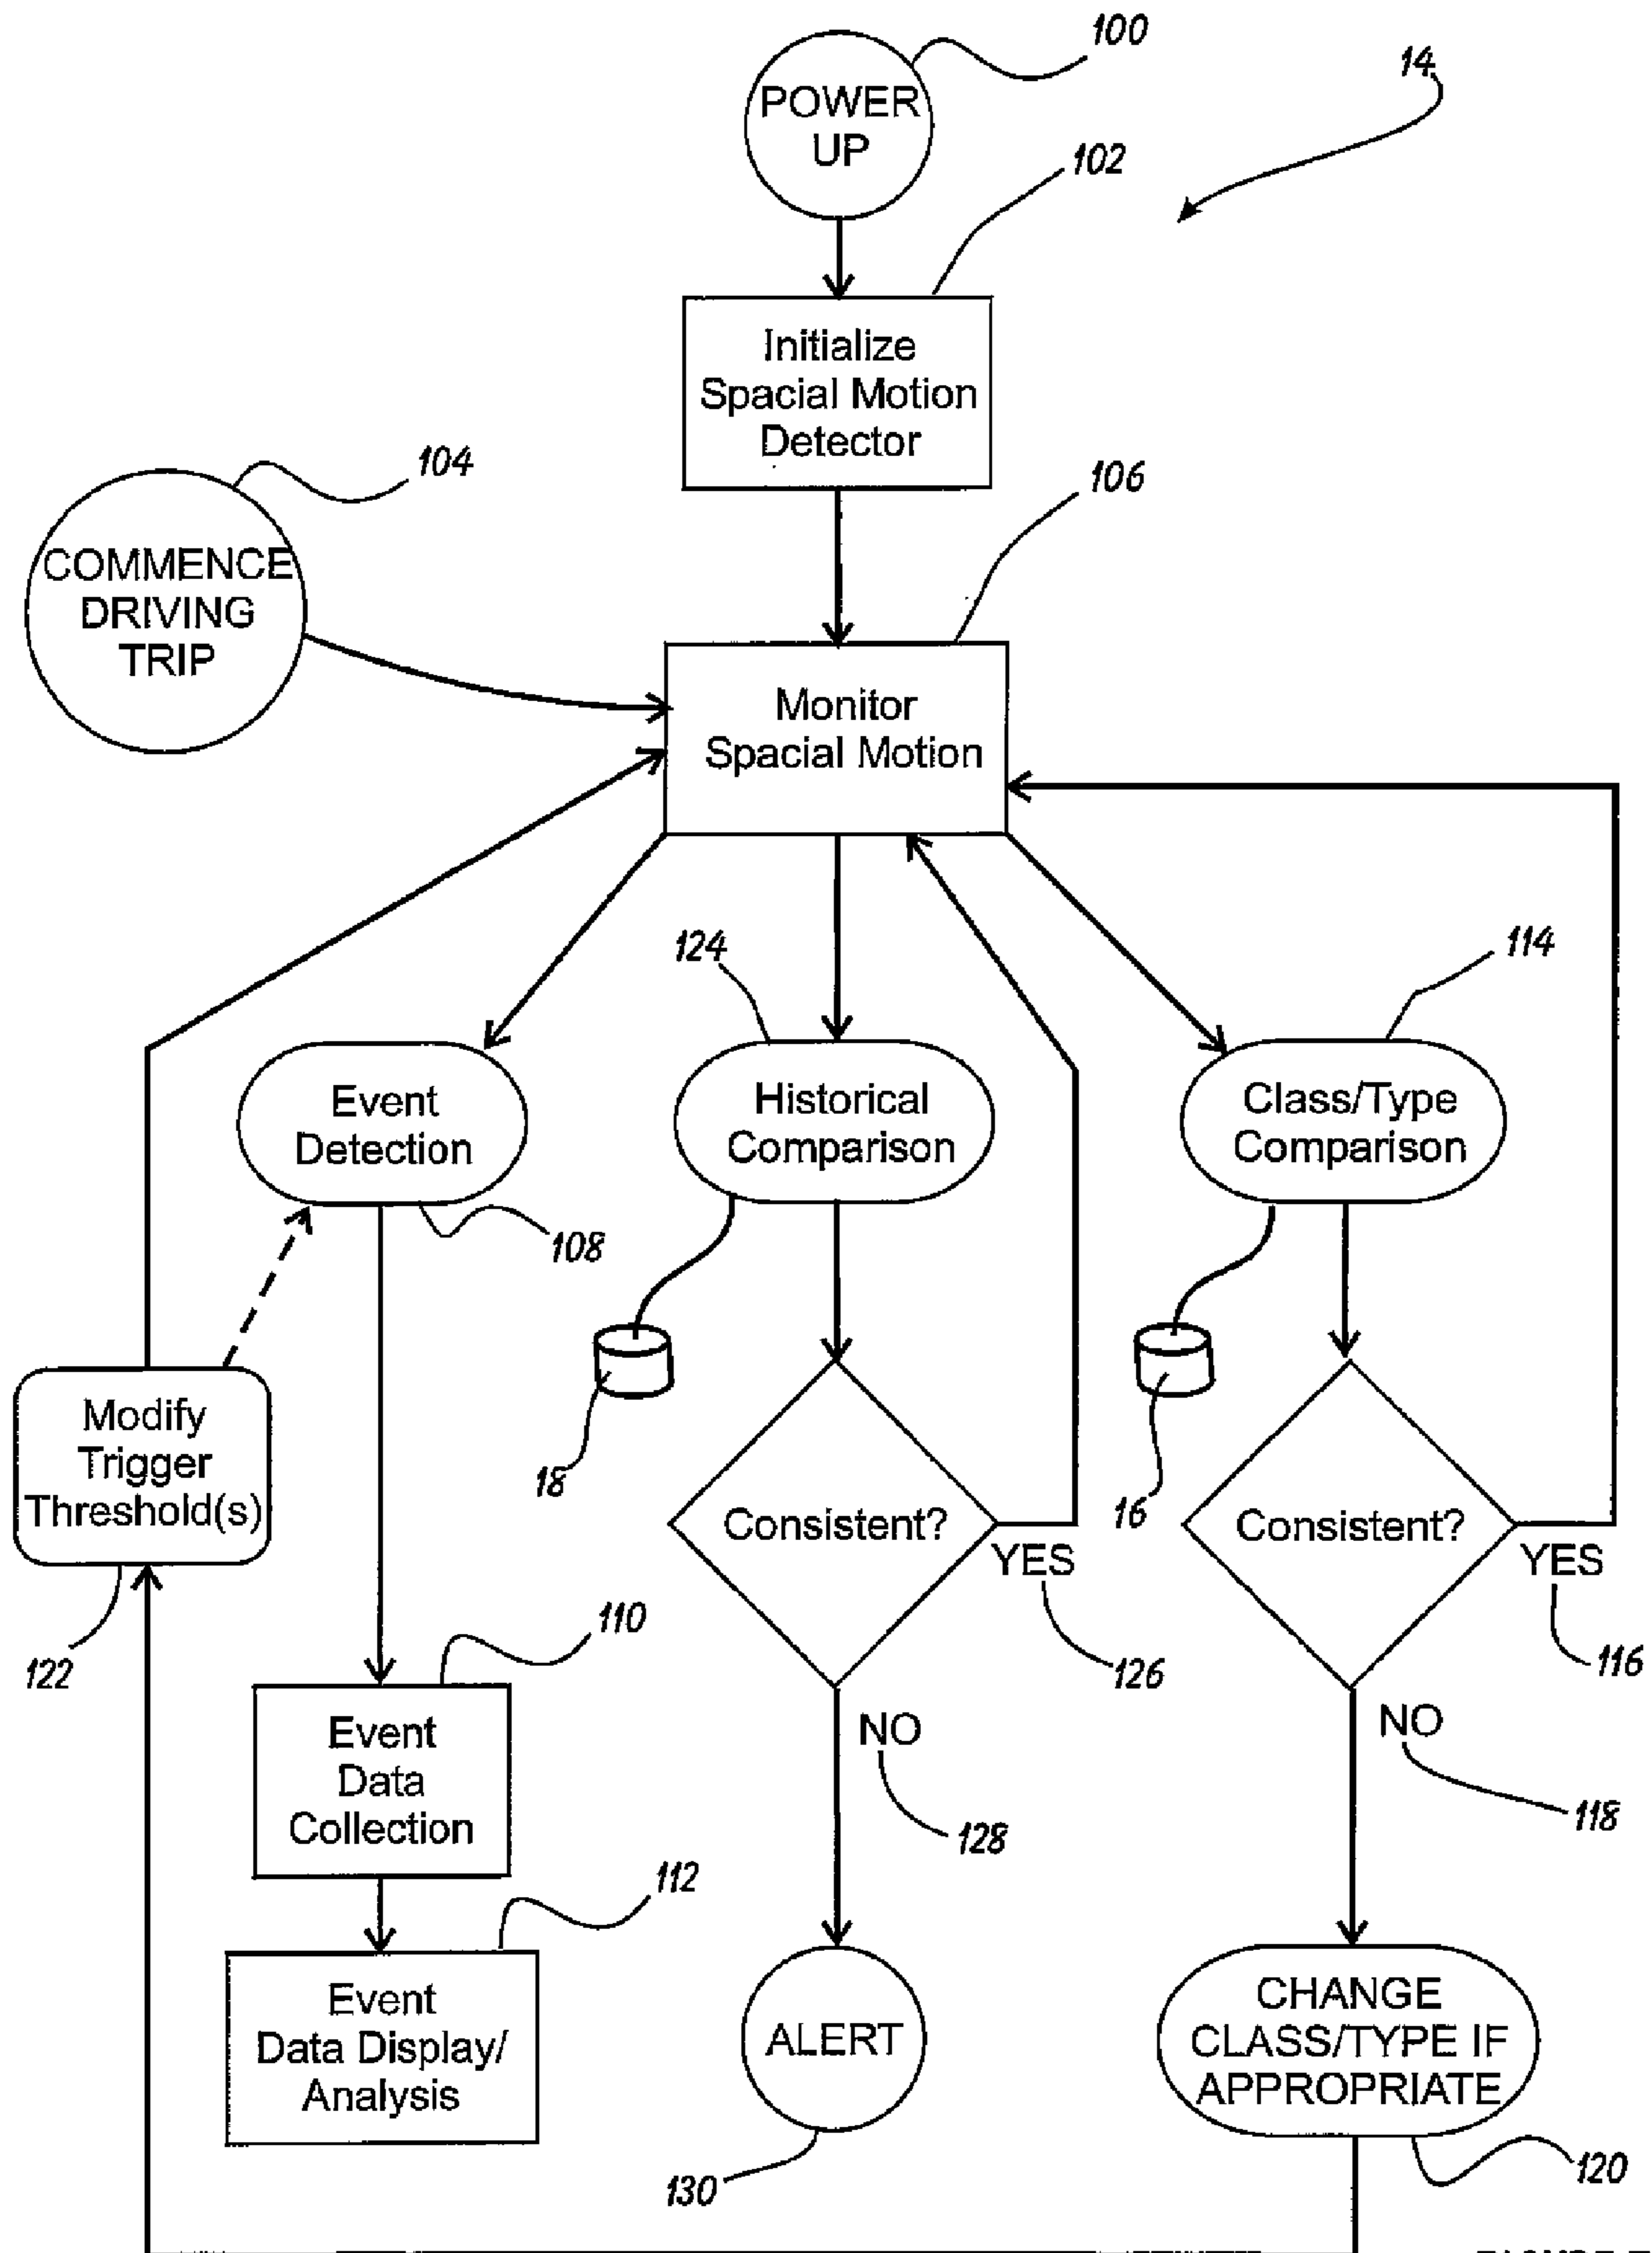 100
POWER
UP
14
102
Initialize
Spacial Motion
Detector
104
COMMENCE
DRIVING
TRIP
106
Monitor
Spacial Motion
124
114
Event
Detection
Historical
Comparison
Class/Type
Comparison
108
18
16
Modify
Trigger
Threshold(s)
122
Consistent?
YES
126
Consistent?
YES
116
110
Event
Data
Collection
NO
128
NO
118
112
Event
Data Display/
Analysis
ALERT
130
CHANGE
CLASS/TYPE IF
APPROPRIATE
120